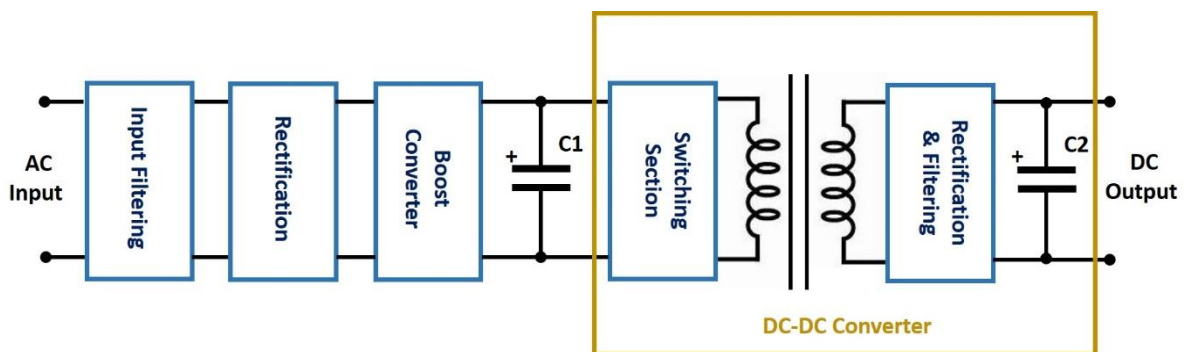 AC
Input
Input Filtering
Rectification
Boost
Converter
+
C1
Switching
Section
Rectification
& Filtering
+
C2
DC
Output
DC-DC Converter